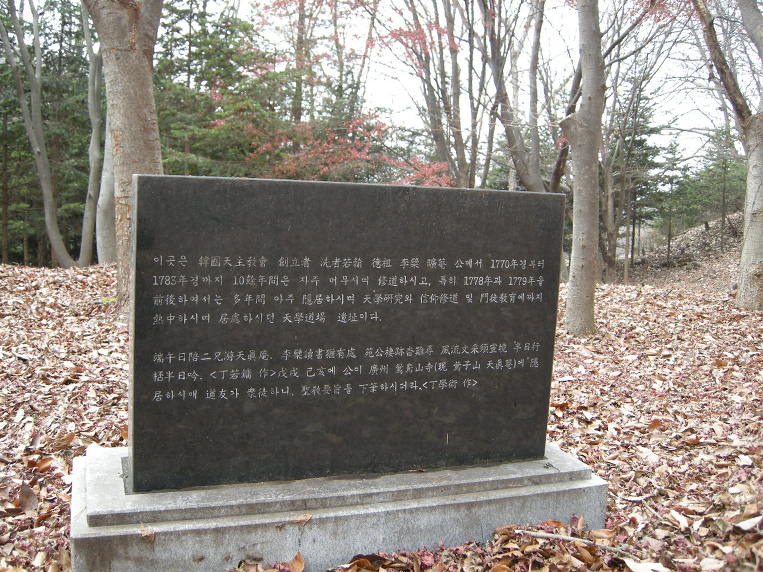 이곳은 韓國天主敎會 創立者 洗者若翰 德祖 李檗 曠菴 公께서 1770年경부터
1783年경까지 10餘年間은 자주 머무시며 修道하시고, 특히 1778年과 1779年을
前後하여서는 多年間 아주 隱居하시며 天學硏究와 信仰修道 및 門徒敎育에까지
熱中하시며 居處하시던 天學道場 遺址이다.
端午日陪二兄游天眞庵. 李檗讀書猶有處 苑公棲跡杳難尋 風流文采須靈境 半日行
桮半日吟. <丁若鏞 作>戊戌 己亥에 公이 廣州 鴛鴦山寺(現 鶯子山 天眞菴)에 隱
居하시매 道友가 衆徒하니, 聖敎要旨를 下筆하시더라.<丁學術 作>